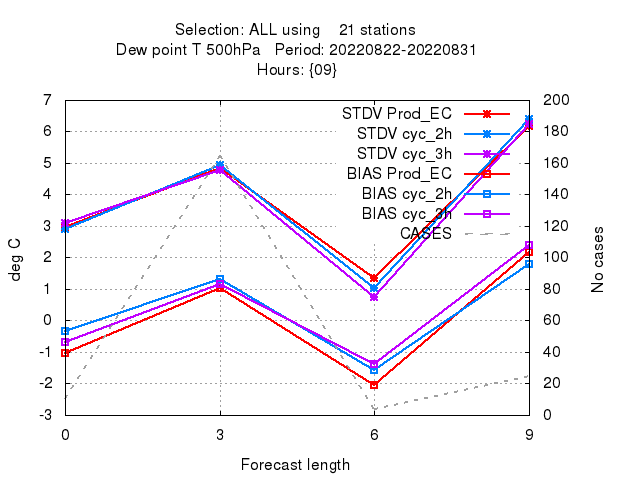 Selection: ALL using 21 stations
Dew point T 500hPa Period: 20220822-20220831
Hours: {09}
7
6
5
4
3
2
1
0
-1
-2
-3
200
180
160
140
120
100
80
60
40
20
0
STDV Prod_EC
STDV cyc_2h
STDV cyc_3h
BIAS Prod_EC
BIAS cyc_2h
BIAS cyc_3h
CASES
deg C
No cases
0 3 6 9
Forecast length